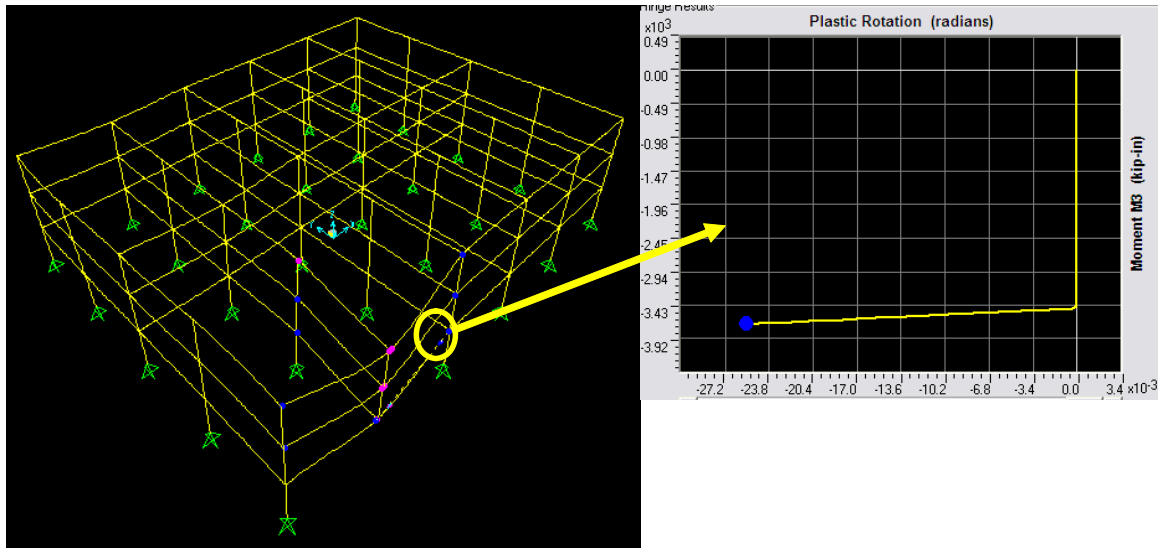 Hinge Results
Plastic Rotation (radians)
x10³
0.49
0.00
-0.49
-0.98
-1.47
-1.96
-2.45
-2.94
-3.43
-3.92
Moment M3 (kip-in)
-27.2 -23.8 -20.4 -17.0 -13.6 -10.2 -6.8 -3.4 0.0 3.4 x10⁻³